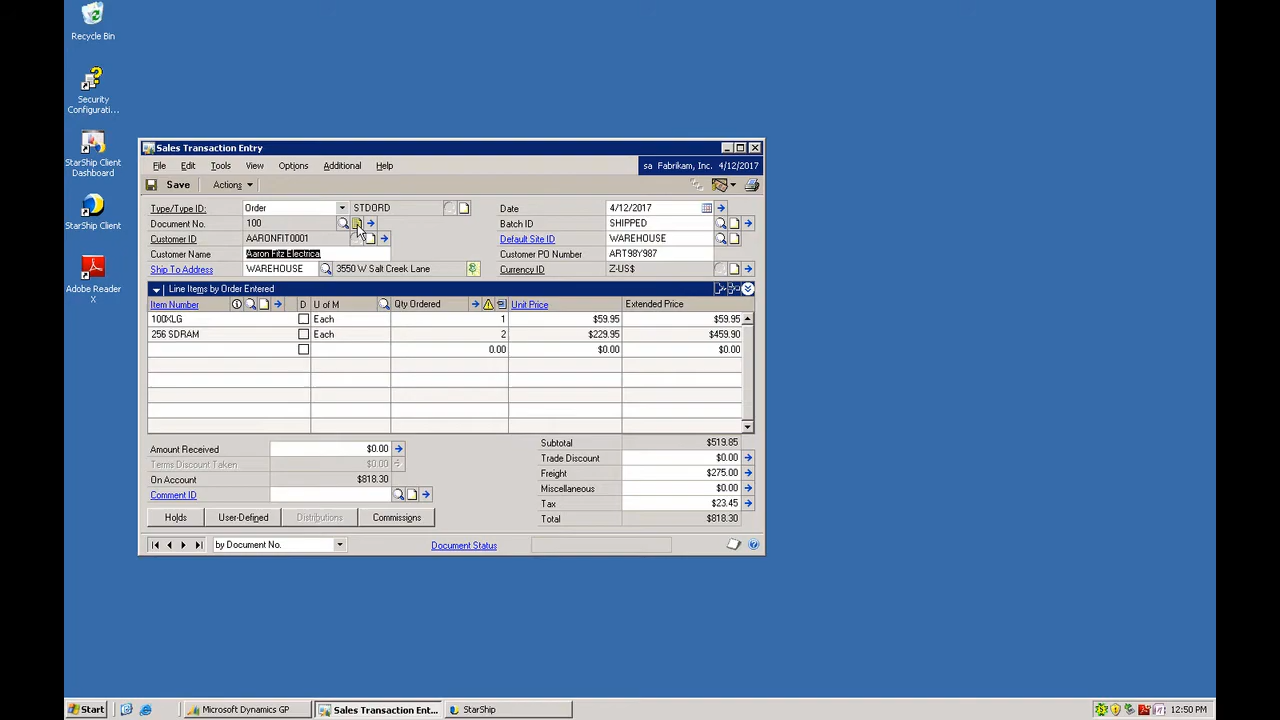 Recycle Bin
Security
Configurati...
StarShip Client
Dashboard
StarShip Client
Adobe Reader
X
Sales Transaction Entry
File Edit Tools View Options Additional Help
sa Fabrikam, Inc. 4/12/2017
Save Actions
Type/Type ID: Order STDORD Date 4/12/2017
Document No. 100 Batch ID SHIPPED
Customer ID AARONFIT0001 Default Site ID WAREHOUSE
Customer Name Aaron Fitz Electrical Customer PO Number ART98Y987
Ship To Address WAREHOUSE 3550 W Salt Creek Lane Currency ID Z-US$
Line Items by Order Entered
Item Number D U of M Qty Ordered Unit Price Extended Price
100XLG Each 1 $59.95 $59.95
256 SDRAM Each 2 $229.95 $459.90
0.00 $0.00 $0.00
Amount Received $0.00 Subtotal $519.85
Terms Discount Taken $0.00 Trade Discount $0.00
On Account $818.30 Freight $275.00
Comment ID Miscellaneous $0.00
Tax $23.45
Holds User-Defined Distributions Commissions Total $818.30
by Document No. Document Status
Start Microsoft Dynamics GP Sales Transaction Ent... StarShip 12:50 PM